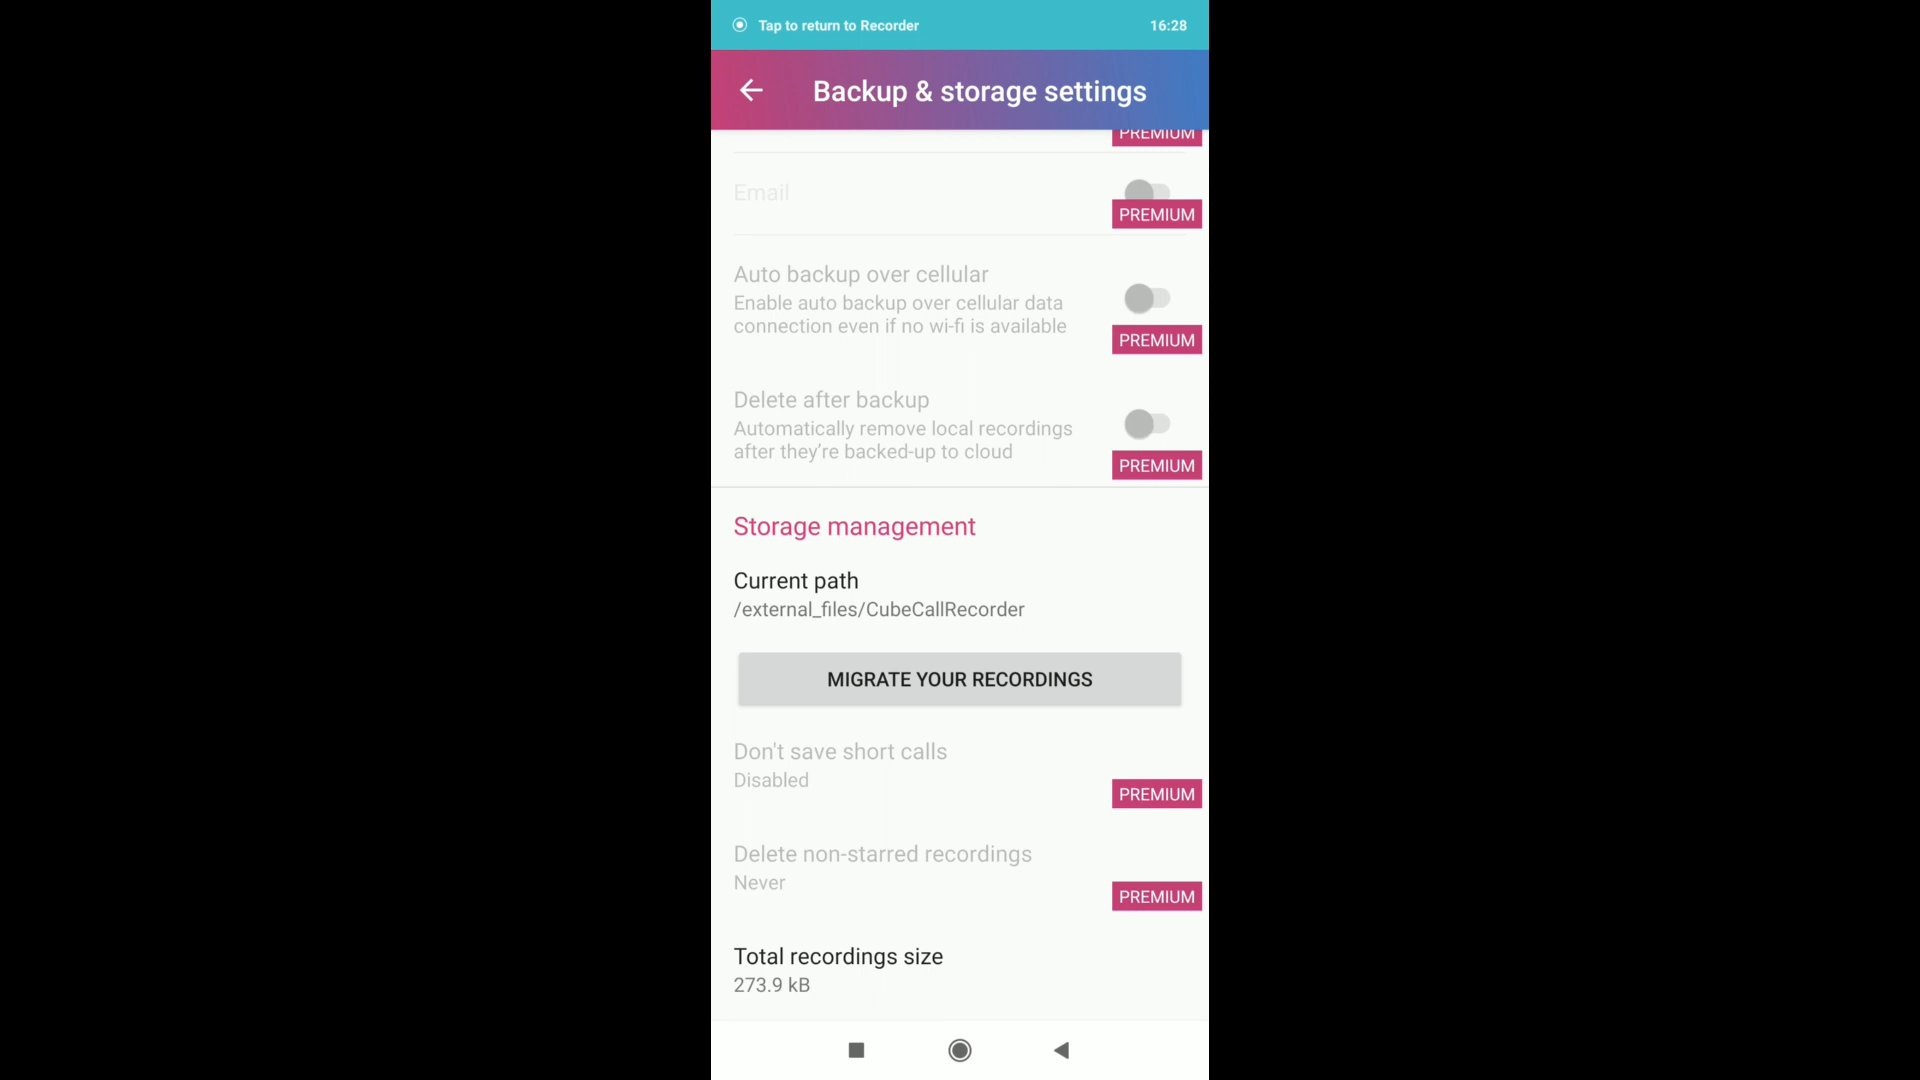 Tap to return to Recorder
16:28
Backup & storage settings
PREMIUM
Email
PREMIUM
Auto backup over cellular
Enable auto backup over cellular data
connection even if no wi-fi is available
PREMIUM
Delete after backup
Automatically remove local recordings
after they’re backed-up to cloud
PREMIUM
Storage management
Current path
/external_files/CubeCallRecorder
MIGRATE YOUR RECORDINGS
Don't save short calls
Disabled
PREMIUM
Delete non-starred recordings
Never
PREMIUM
Total recordings size
273.9 kB